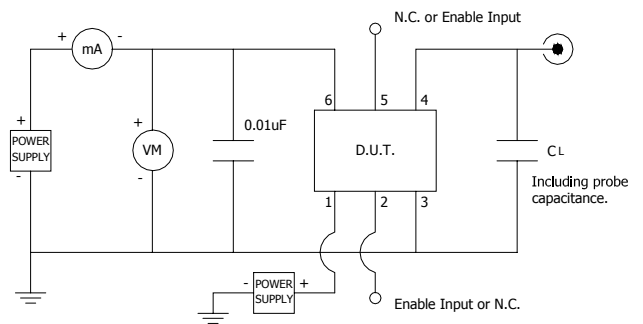 N.C. or Enable Input
+ mA -
6 5 4
+
POWER
SUPPLY
-
+
VM
-
0.01uF
D.U.T.
CL
Including probe
capacitance.
1 2 3
- POWER
SUPPLY +
Enable Input or N.C.